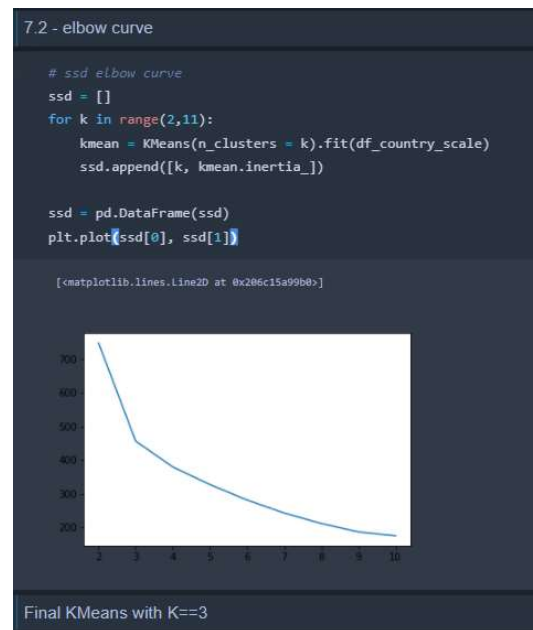 7.2 - elbow curve
# ssd elbow curve
ssd = []
for k in range(2,11):
kmean = KMeans(n_clusters = k).fit(df_country_scale)
ssd.append([k, kmean.inertia_])
ssd = pd.DataFrame(ssd)
plt.plot(ssd[0], ssd[1])
[<matplotlib.lines.Line2D at 0x206c15a99b0>]
700
600
500
400
300
200
2 3 4 5 6 7 8 9 10
Final KMeans with K==3